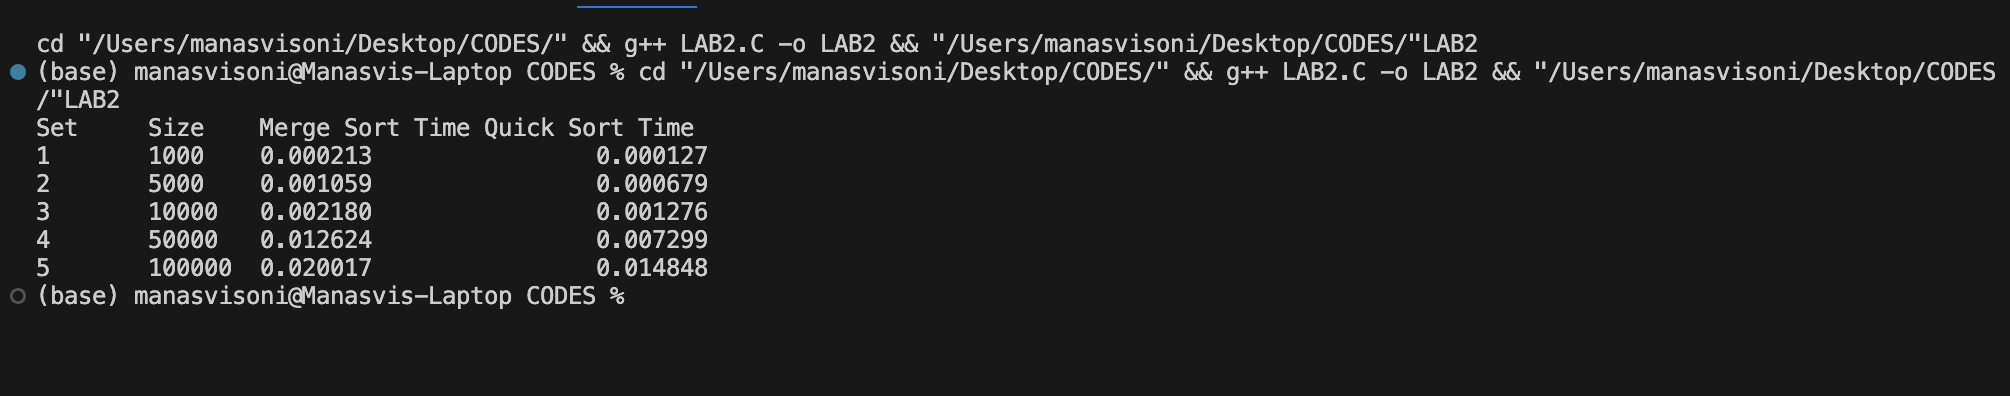 cd "/Users/manasvisoni/Desktop/CODES/" && g++ LAB2.C -o LAB2 && "/Users/manasvisoni/Desktop/CODES/"LAB2
(base) manasvisoni@Manasvis-Laptop CODES % cd "/Users/manasvisoni/Desktop/CODES/" && g++ LAB2.C -o LAB2 && "/Users/manasvisoni/Desktop/CODES
/"LAB2
Set     Size    Merge Sort Time Quick Sort Time
1       1000    0.000213                0.000127
2       5000    0.001059                0.000679
3       10000   0.002180                0.001276
4       50000   0.012624                0.007299
5       100000  0.020017                0.014848
(base) manasvisoni@Manasvis-Laptop CODES %